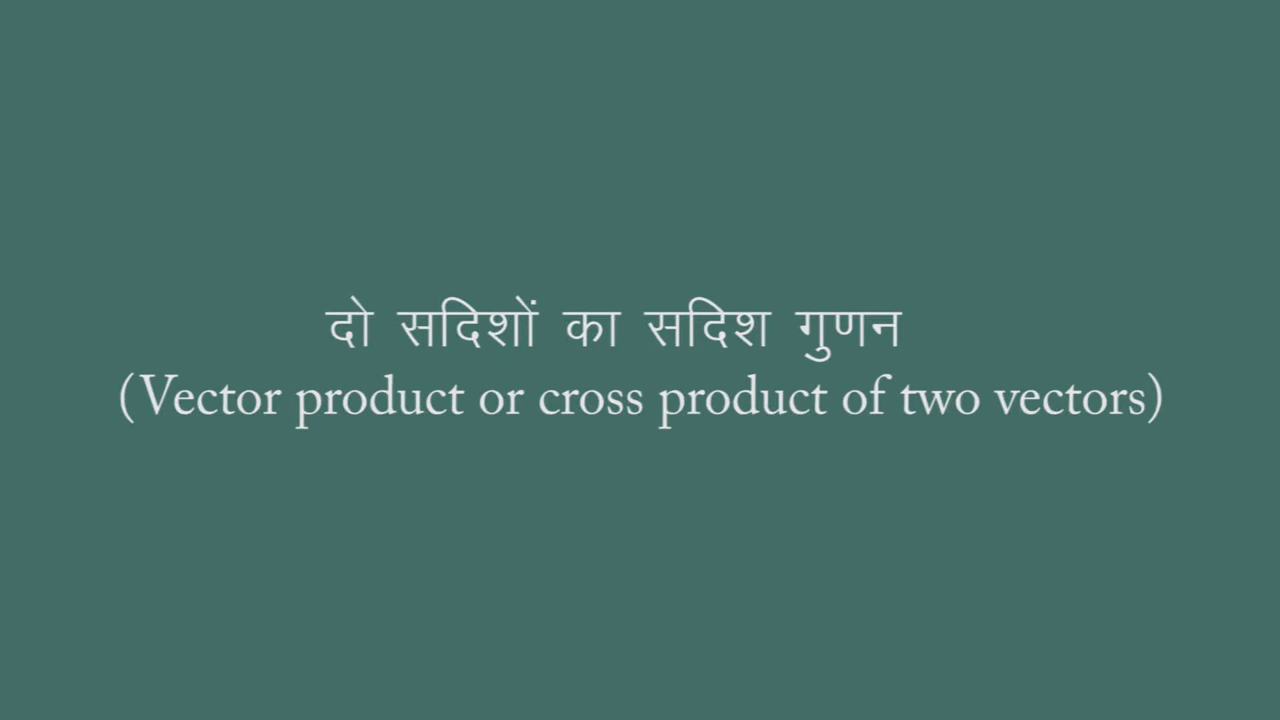 दो सदिशों का सदिश गुणन
(Vector product or cross product of two vectors)